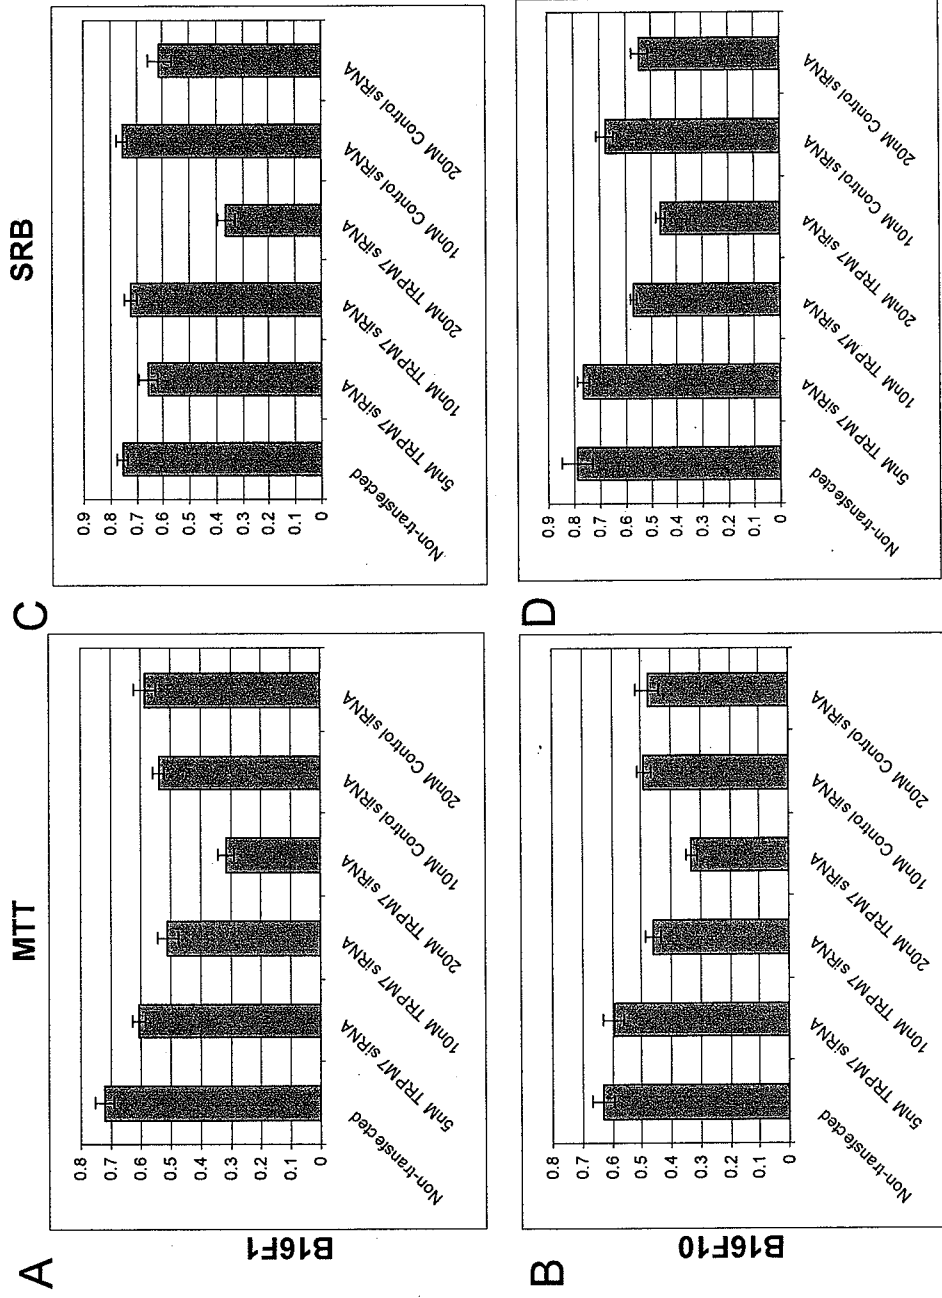 MTT
SRB
A
B16F1
0.8
0.7
0.6
0.5
0.4
0.3
0.2
0.1
0
Non-transfected
5nM TRPM7 siRNA
10nM TRPM7 siRNA
20nM TRPM7 siRNA
10nM Control siRNA
20nM Control siRNA
C
0.9
0.8
0.7
0.6
0.5
0.4
0.3
0.2
0.1
0
Non-transfected
5nM TRPM7 siRNA
10nM TRPM7 siRNA
20nM TRPM7 siRNA
10nM Control siRNA
20nM Control siRNA
B
B16F10
0.8
0.7
0.6
0.5
0.4
0.3
0.2
0.1
0
Non-transfected
5nM TRPM7 siRNA
10nM TRPM7 siRNA
20nM TRPM7 siRNA
10nM Control siRNA
20nM Control siRNA
D
0.9
0.8
0.7
0.6
0.5
0.4
0.3
0.2
0.1
0
Non-transfected
5nM TRPM7 siRNA
10nM TRPM7 siRNA
20nM TRPM7 siRNA
10nM Control siRNA
20nM Control siRNA